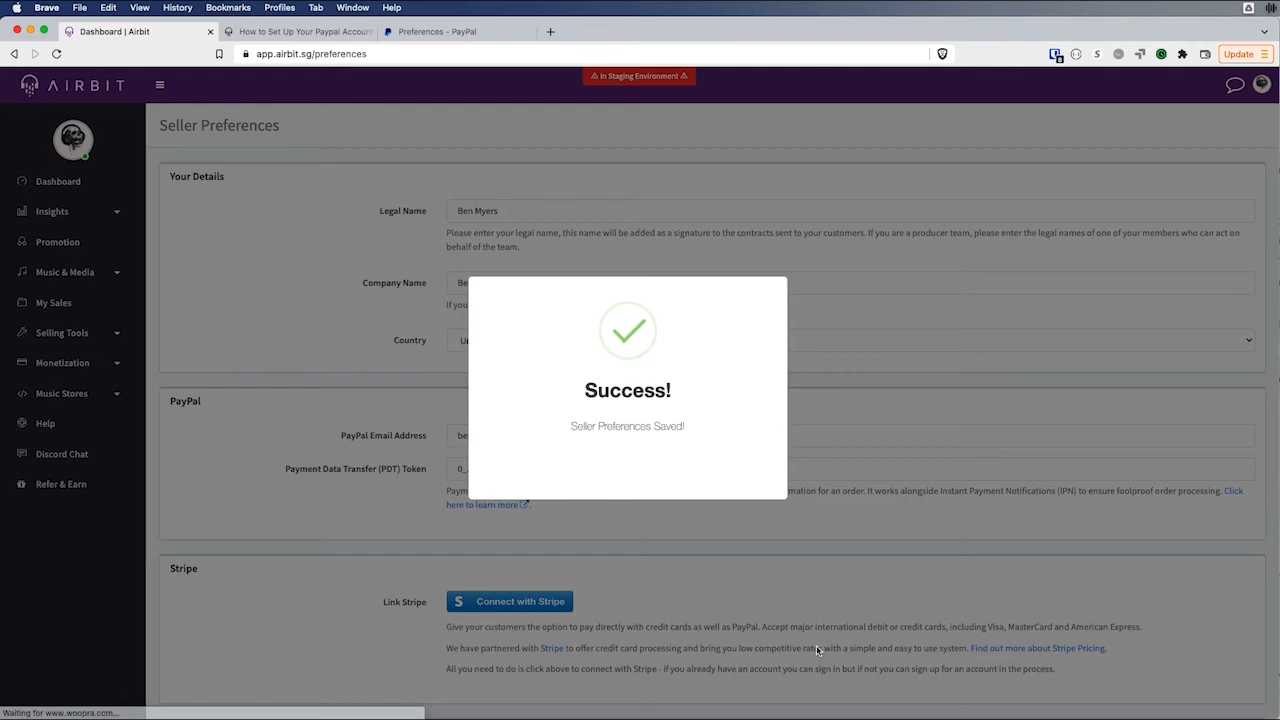 Brave File Edit View History Bookmarks Profiles Tab Window Help
Dashboard | Airbit
How to Set Up Your Paypal Account
Preferences - PayPal
app.airbit.sg/preferences
Update
AIRBIT
In Staging Environment
Seller Preferences
Dashboard
Insights
Promotion
Music & Media
My Sales
Selling Tools
Monetization
Music Stores
Help
Discord Chat
Refer & Earn
Your Details
Legal Name
Ben Myers
Please enter your legal name, this name will be added as a signature to the contracts sent to your customers. If you are a producer team, please enter the legal names of one of your members who can act on
behalf of the team.
Company Name
Be
If you
Country
PayPal
PayPal Email Address
be
Payment Data Transfer (PDT) Token
0_
Paym
mation for an order. It works alongside Instant Payment Notifications (IPN) to ensure foolproof order processing. Click
here to learn more
Success!
Seller Preferences Saved!
Stripe
Link Stripe
S Connect with Stripe
Give your customers the option to pay directly with credit cards as well as PayPal. Accept major international debit or credit cards, including Visa, MasterCard and American Express.
We have partnered with Stripe to offer credit card processing and bring you low competitive rates with a simple and easy to use system. Find out more about Stripe Pricing.
All you need to do is click above to connect with Stripe - if you already have an account you can sign in but if not you can sign up for an account in the process.
Waiting for www.woopra.com...